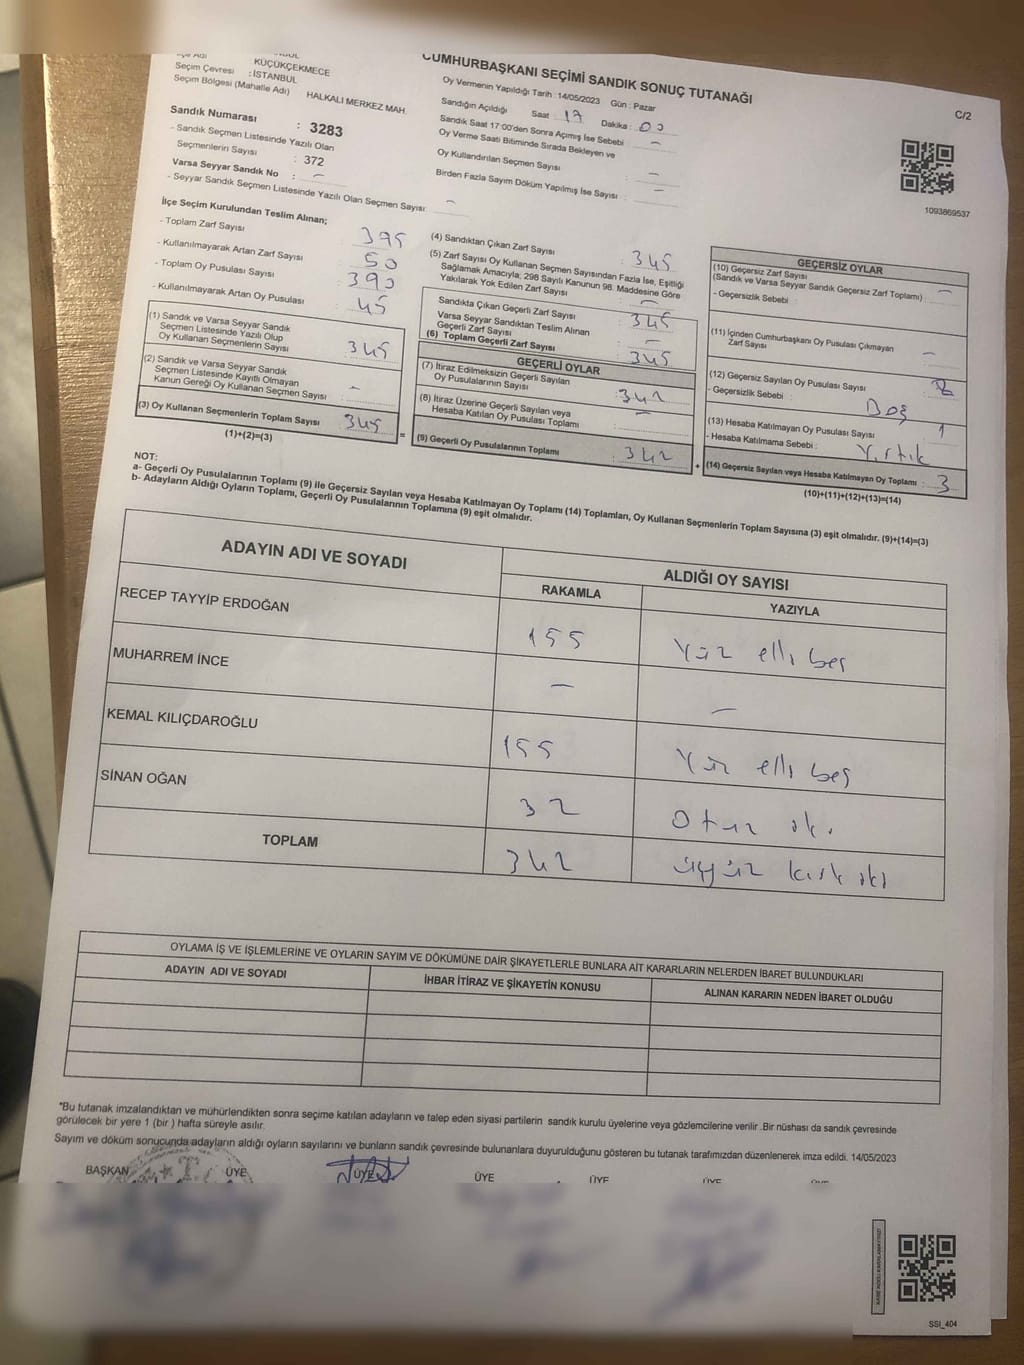 KÜÇÜKÇEKMECE
Seçim Çevresi : İSTANBUL
Seçim Bölgesi (Mahalle Adı) HALKALI MERKEZ MAH.
Sandık Numarası : 3283
- Sandık Seçmen Listesinde Yazılı Olan
Seçmenlerin Sayısı : 372
Varsa Seyyar Sandık No : –
- Seyyar Sandık Seçmen Listesinde Yazılı Olan Seçmen Sayısı: –
CUMHURBAŞKANI SEÇİMİ SANDIK SONUÇ TUTANAĞI
Oy Vermenin Yapıldığı Tarih : 14/05/2023 Gün : Pazar
Sandığın Açıldığı Saat : 17 Dakika : 00
Sandık Saat 17:00'den Sonra Açımış İse Sebebi : –
Oy Verme Saati Bitiminde Sırada Bekleyen ve
Oy Kullandırılan Seçmen Sayısı : –
Birden Fazla Sayım Döküm Yapılmış İse Sayısı : –
C/2
1093869537
İlçe Seçim Kurulundan Teslim Alınan;
- Toplam Zarf Sayısı : 395
- Kullanılmayarak Artan Zarf Sayısı : 50
- Toplam Oy Pusulası Sayısı : 390
- Kullanılmayarak Artan Oy Pusulası : 45
(1) Sandık ve Varsa Seyyar Sandık
Seçmen Listesinde Yazılı Olup
Oy Kullanan Seçmenlerin Sayısı : 345
(2) Sandık ve Varsa Seyyar Sandık
Seçmen Listesinde Kayıtlı Olmayan
Kanun Gereği Oy Kullanan Seçmen Sayısı : –
(3) Oy Kullanan Seçmenlerin Toplam Sayısı : 345
(1)+(2)=(3)
=
(4) Sandıktan Çıkan Zarf Sayısı : 345
(5) Zarf Sayısı Oy Kullanan Seçmen Sayısından Fazla İse, Eşitliği
Sağlamak Amacıyla; 298 Sayılı Kanunun 98. Maddesine Göre
Yakılarak Yok Edilen Zarf Sayısı : –
Sandıkta Çıkan Geçerli Zarf Sayısı : 345
Varsa Seyyar Sandıktan Teslim Alınan
Geçerli Zarf Sayısı : –
(6) Toplam Geçerli Zarf Sayısı : 345
GEÇERLİ OYLAR
(7) İtiraz Edilmeksizin Geçerli Sayılan
Oy Pusulalarının Sayısı : 342
(8) İtiraz Üzerine Geçerli Sayılan veya
Hesaba Katılan Oy Pusulası Toplamı : –
(9) Geçerli Oy Pusulalarının Toplamı : 342
+
GEÇERSİZ OYLAR
(10) Geçersiz Zarf Sayısı
(Sandık ve Varsa Seyyar Sandık Geçersiz Zarf Toplamı) : –
- Geçersizlik Sebebi :
(11) İçinden Cumhurbaşkanı Oy Pusulası Çıkmayan
Zarf Sayısı : –
(12) Geçersiz Sayılan Oy Pusulası Sayısı :
- Geçersizlik Sebebi : Boş
(13) Hesaba Katılmayan Oy Pusulası Sayısı : 1
- Hesaba Katılmama Sebebi : Yırtık
(14) Geçersiz Sayılan veya Hesaba Katılmayan Oy Toplamı : 3
(10)+(11)+(12)+(13)=(14)
NOT:
a- Geçerli Oy Pusulalarının Toplamı (9) ile Geçersiz Sayılan veya Hesaba Katılmayan Oy Toplamı (14) Toplamları, Oy Kullanan Seçmenlerin Toplam Sayısına (3) eşit olmalıdır. (9)+(14)=(3)
b- Adayların Aldığı Oyların Toplamı, Geçerli Oy Pusulalarının Toplamına (9) eşit olmalıdır.
ADAYIN ADI VE SOYADI
ALDIĞI OY SAYISI
RAKAMLA
YAZIYLA
RECEP TAYYİP ERDOĞAN 155 Yüz elli beş
MUHARREM İNCE – –
KEMAL KILIÇDAROĞLU 155 Yüz elli beş
SİNAN OĞAN 32 Otuz iki
TOPLAM 342 üçyüz kırk iki
OYLAMA İŞ VE İŞLEMLERİNE VE OYLARIN SAYIM VE DÖKÜMÜNE DAİR ŞİKAYETLERLE BUNLARA AİT KARARLARIN NELERDEN İBARET BULUNDUKLARI
ADAYIN ADI VE SOYADI
İHBAR İTİRAZ VE ŞİKAYETİN KONUSU
ALINAN KARARIN NEDEN İBARET OLDUĞU
*Bu tutanak imzalandıktan ve mühürlendikten sonra seçime katılan adayların ve talep eden siyasi partilerin sandık kurulu üyelerine veya gözlemcilerine verilir .Bir nüshası da sandık çevresinde
görülecek bir yere 1 (bir ) hafta süreyle asılır.
Sayım ve döküm sonucunda adayların aldığı oyların sayılarını ve bunların sandık çevresinde bulunanlara duyurulduğunu gösteren bu tutanak tarafımızdan düzenlenerek imza edildi. 14/05/2023
BAŞKAN ÜYE ÜYE ÜYE ÜYE ÜYE
SSI_404